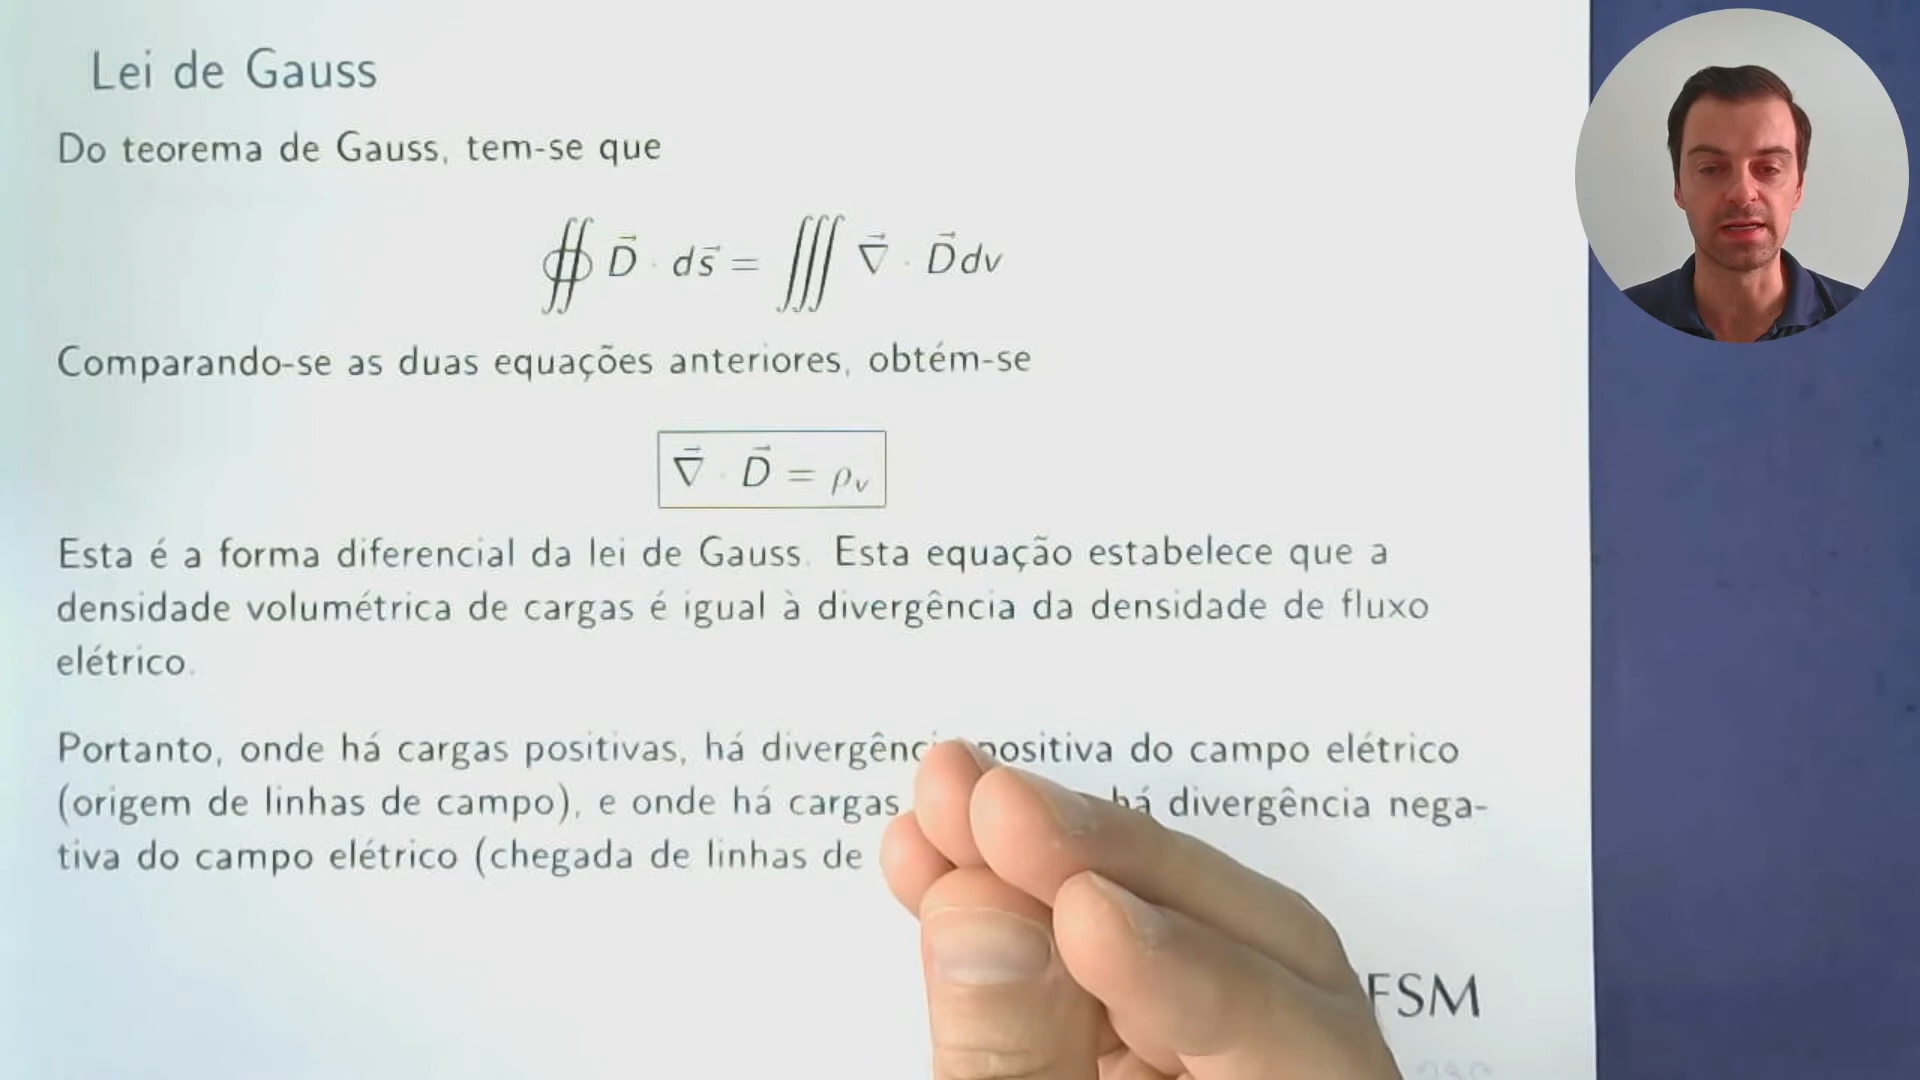 Lei de Gauss
Do teorema de Gauss, tem-se que
∯ D⃗ · ds⃗ = ∭ ∇⃗ · D⃗ dv
Comparando-se as duas equações anteriores, obtém-se
∇⃗ · D⃗ = ρᵥ
Esta é a forma diferencial da lei de Gauss. Esta equação estabelece que a
densidade volumétrica de cargas é igual à divergência da densidade de fluxo
elétrico.
Portanto, onde há cargas positivas, há divergênci positiva do campo elétrico
(origem de linhas de campo), e onde há cargas há divergência nega-
tiva do campo elétrico (chegada de linhas de
FSM